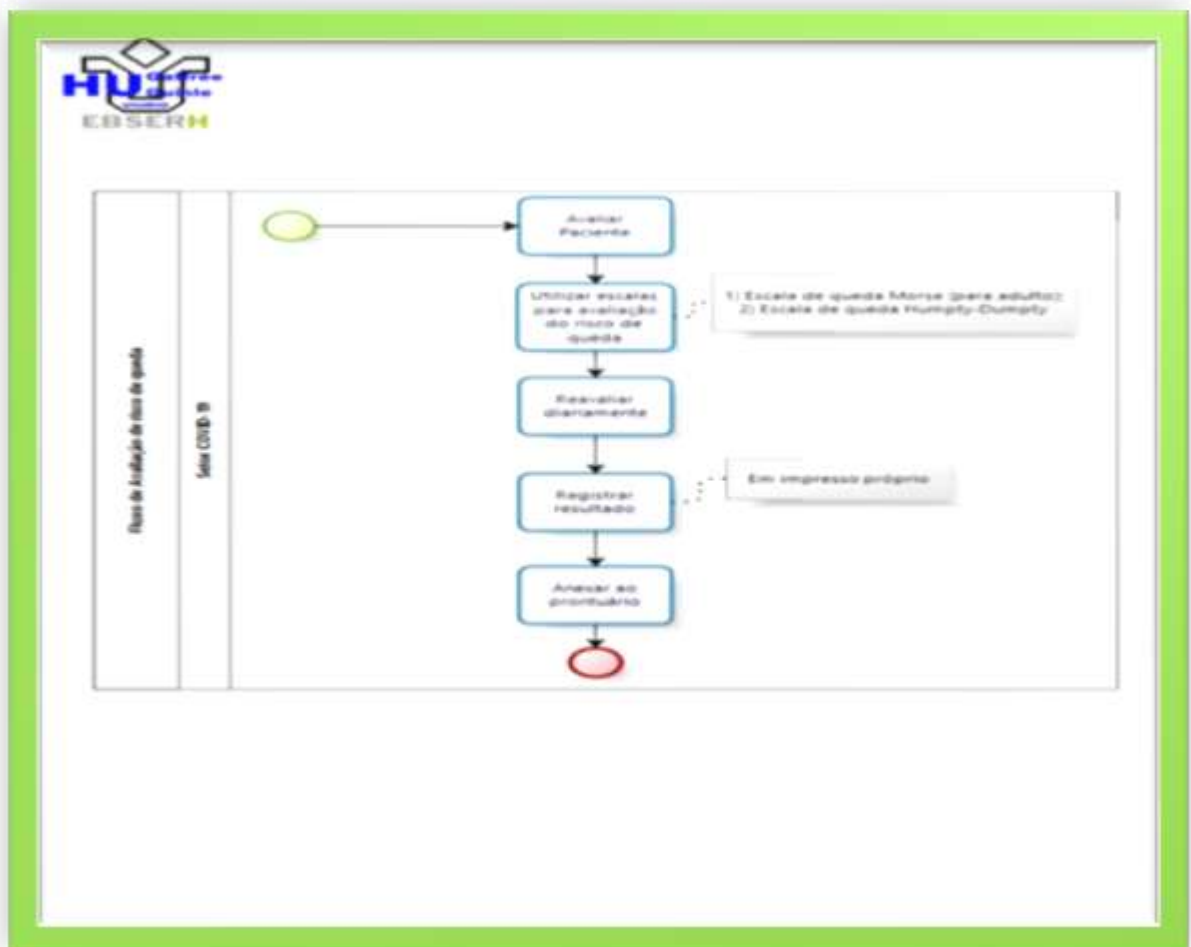 HU
EBSERH
Fluxo de Avaliação de risco de queda
Setor COVID-19
Avaliar
Paciente
Utilizar escalas
para avaliação
do risco de
queda
1) Escala de queda Morse (para adulto);
2) Escala de queda Humpty-Dumpty
Reavaliar
diariamente
Registrar
resultado
Em impresso próprio
Anexar ao
prontuário